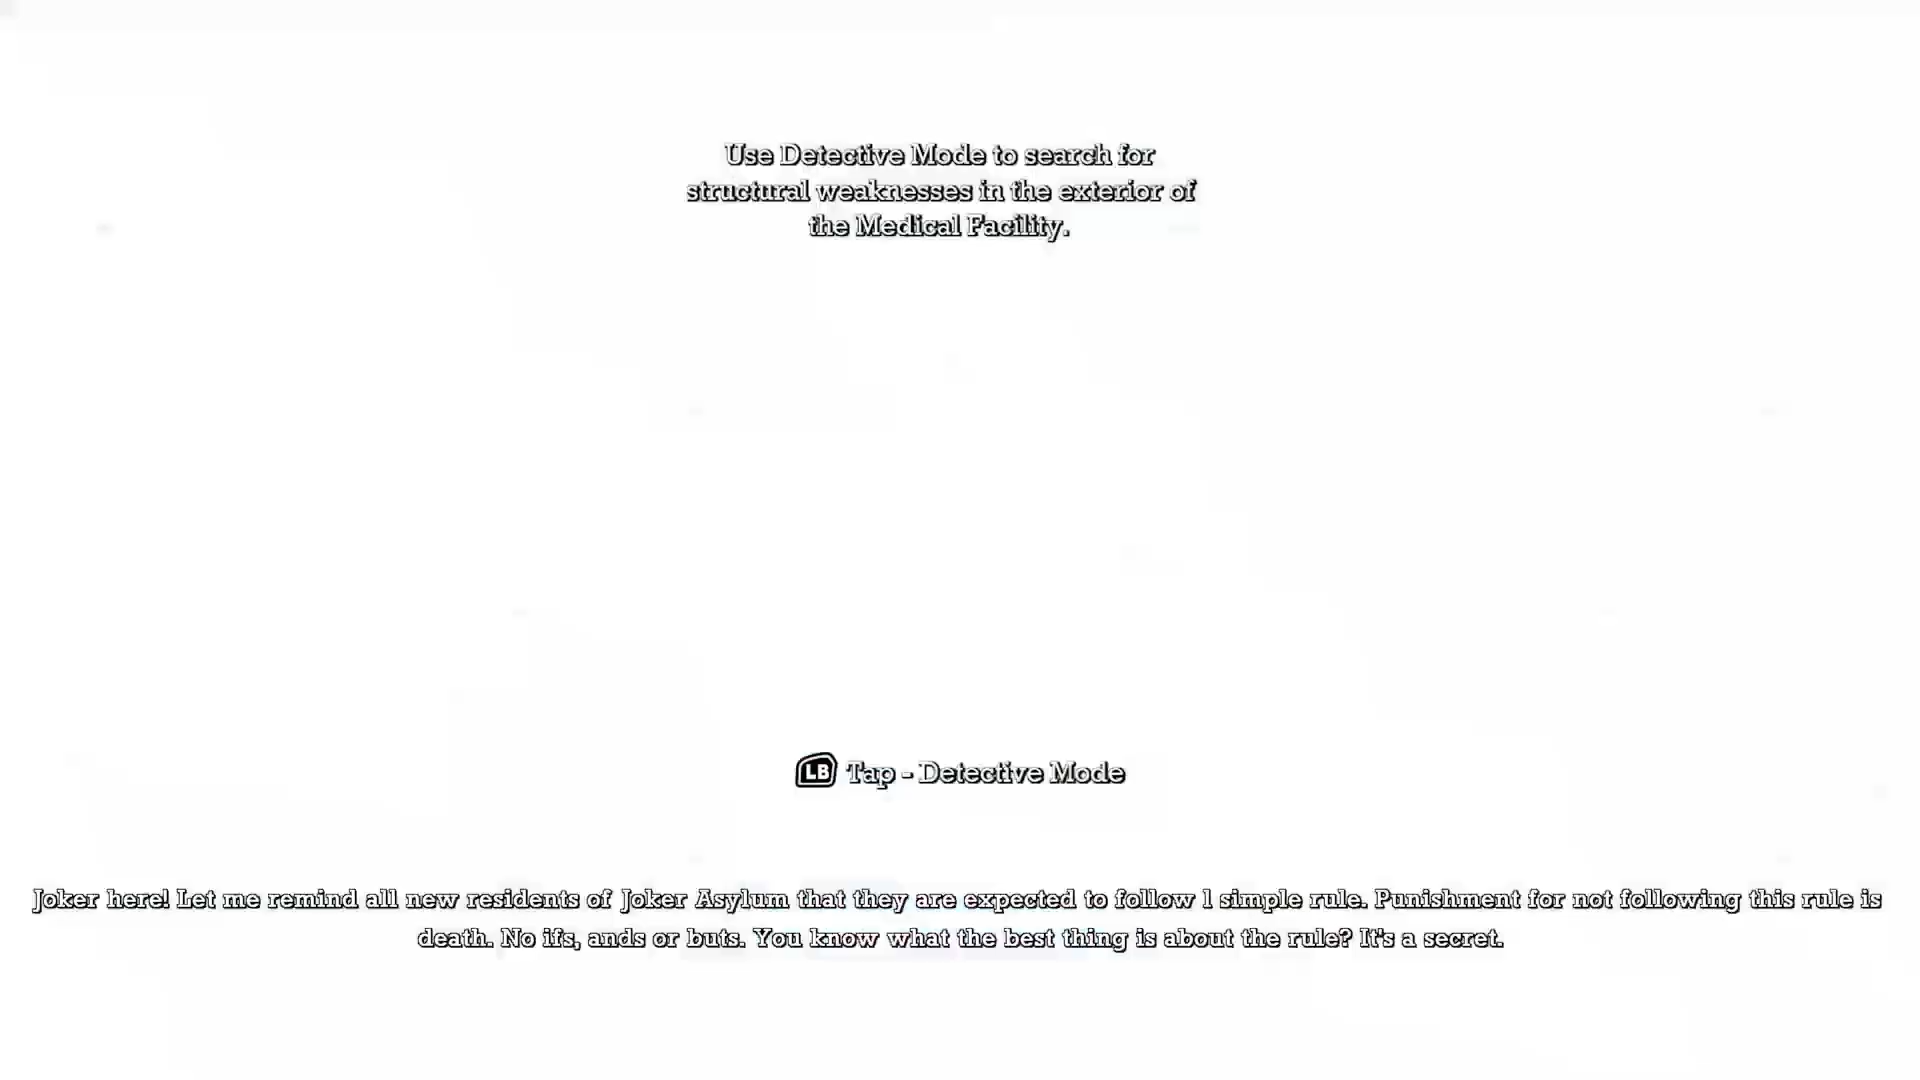 Use Detective Mode to search for
structural weaknesses in the exterior of
the Medical Facility.
LB Tap - Detective Mode
Joker here! Let me remind all new residents of Joker Asylum that they are expected to follow 1 simple rule. Punishment for not following this rule is
death. No ifs, ands or buts. You know what the best thing is about the rule? It's a secret.